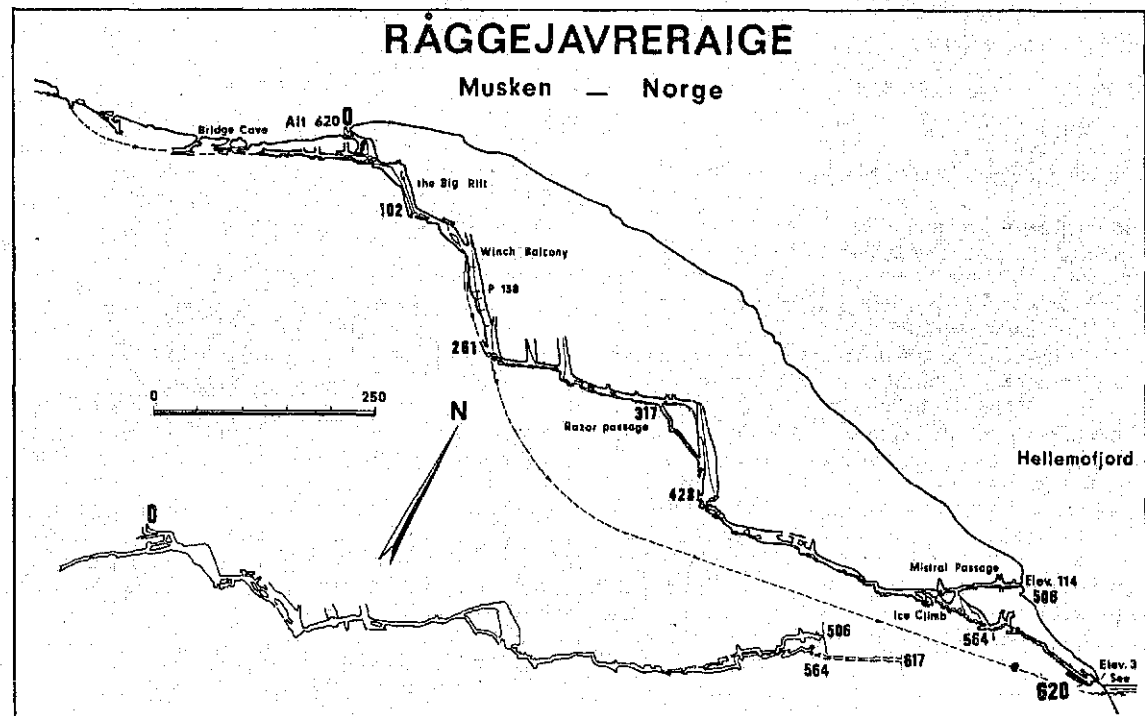 RÅGGEJAVRERAIGE
Musken — Norge
Alt 620 0
Bridge Cave
the Big Rift
102
Winch Balcony
P 138
261
0 250
N
317
Razor passage
Hellemofjord
428
0
Mistral Passage
Elev. 114
506
Ice Climb
564
506
564
617
Elev. 3
See
620